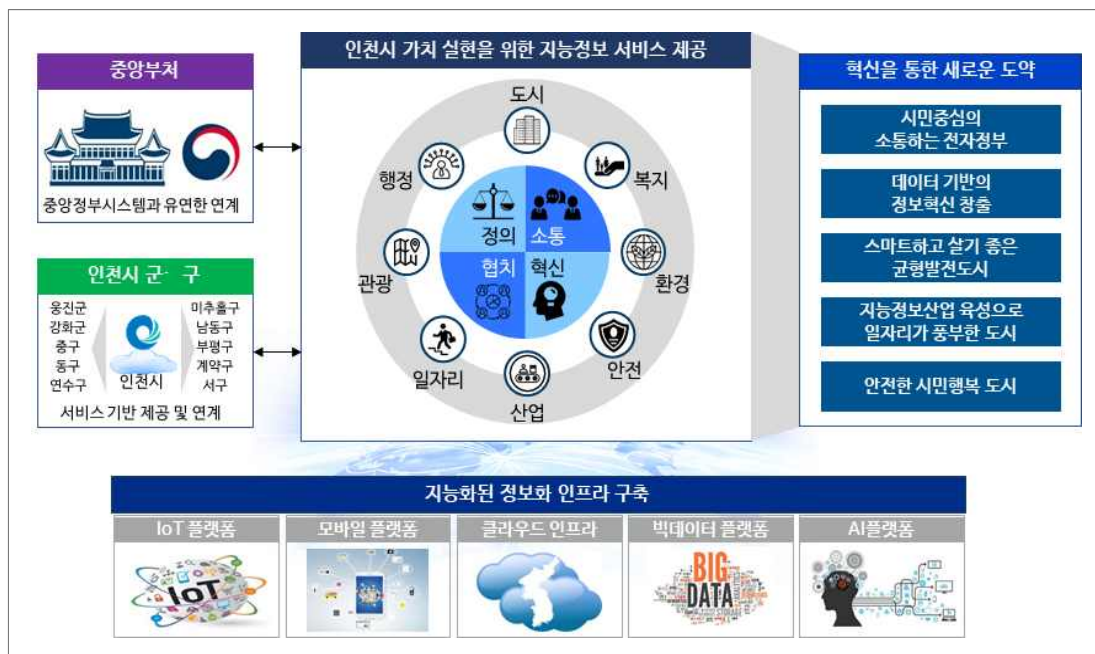 중앙부처
중앙정부시스템과 유연한 연계
인천시 군·구
옹진군
강화군
중구
동구
연수구
인천시
미추홀구
남동구
부평구
계약구
서구
서비스 기반 제공 및 연계
인천시 가치 실현을 위한 지능정보 서비스 제공
도시
행정
복지
정의
소통
관광
협치
혁신
환경
일자리
안전
산업
혁신을 통한 새로운 도약
시민중심의
소통하는 전자정부
데이터 기반의
정보혁신 창출
스마트하고 살기 좋은
균형발전도시
지능정보산업 육성으로
일자리가 풍부한 도시
안전한 시민행복 도시
지능화된 정보화 인프라 구축
IoT 플랫폼
모바일 플랫폼
클라우드 인프라
빅데이터 플랫폼
AI플랫폼
IoT
BIG
DATA